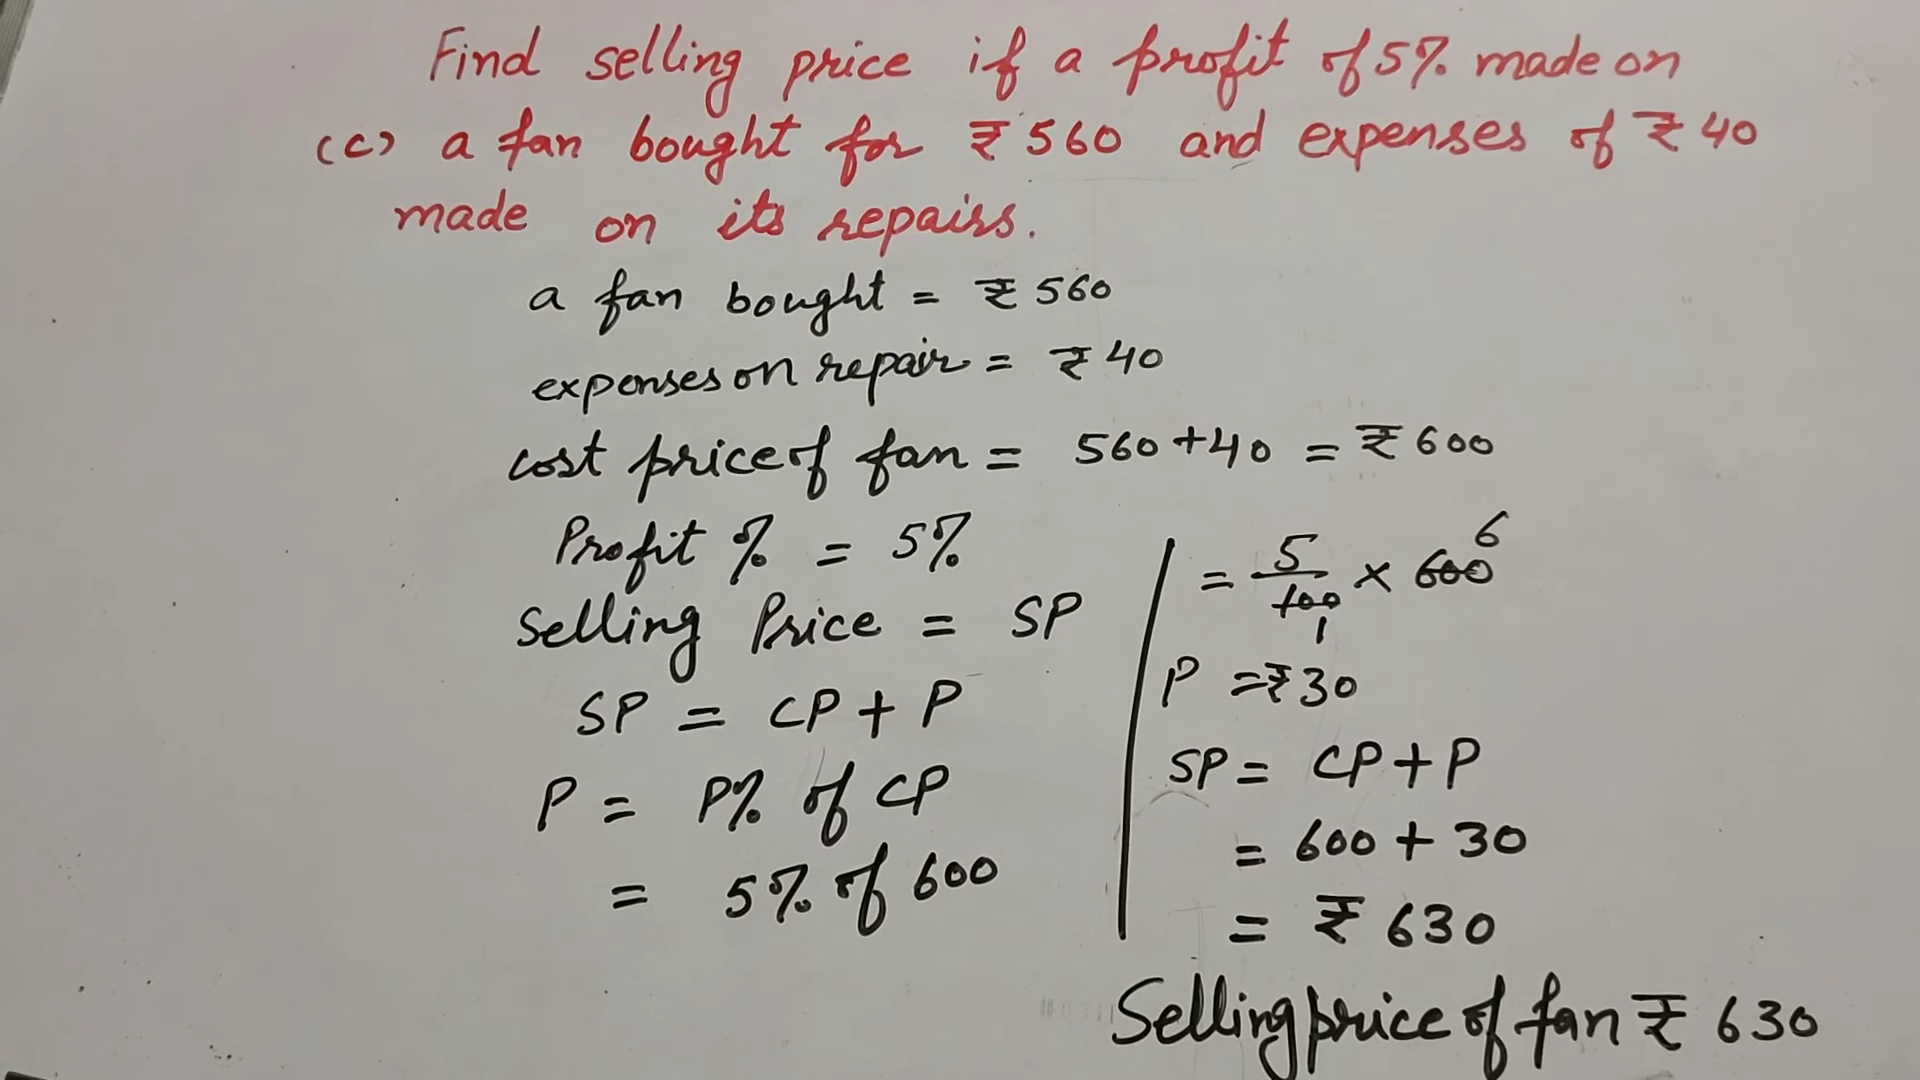 Find selling price if a profit of 5% made on
(c) a fan bought for ₹ 560 and expenses of ₹ 40
made on its repairs.
a fan bought = ₹ 560
expenses on repair = ₹ 40
cost price of fan = 560 + 40 = ₹ 600
Profit % = 5%
Selling Price = SP
SP = CP + P
P = P% of CP
= 5% of 600
= 5/100 × 600 6
1
P = ₹ 30
SP = CP + P
= 600 + 30
= ₹ 630
Selling price of fan ₹ 630